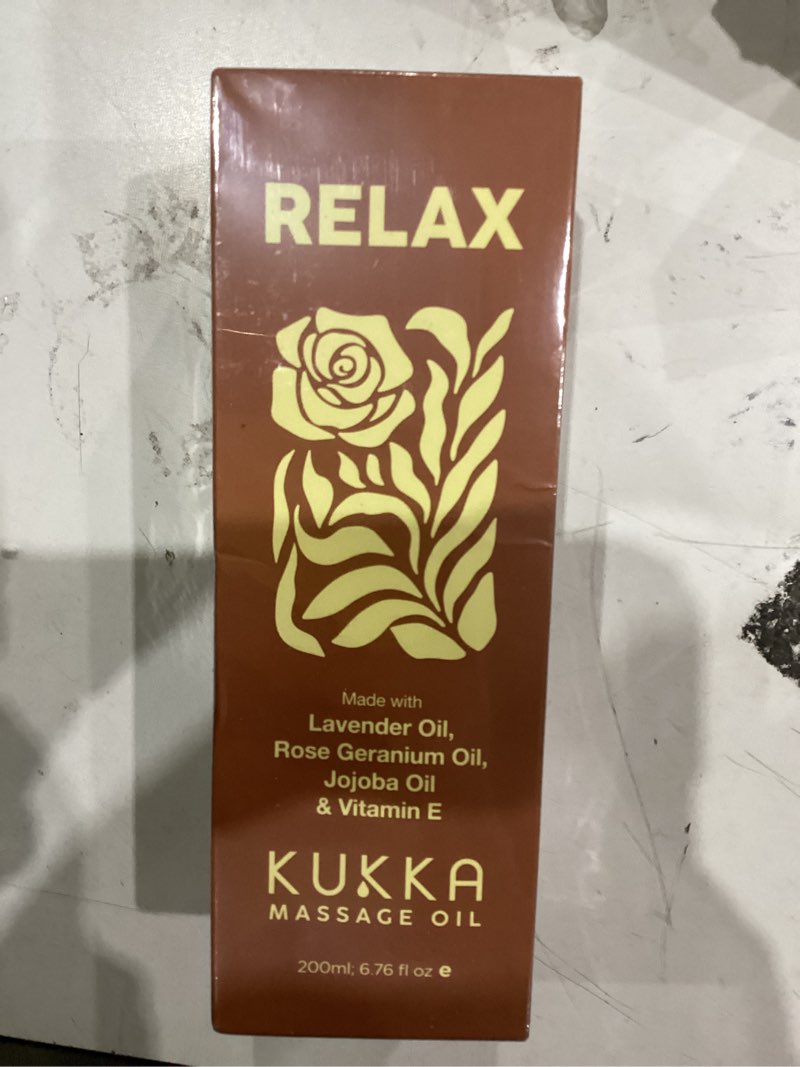 RELAX
Made with
Lavender Oil,
Rose Geranium Oil,
Jojoba Oil
& Vitamin E
KUKKA
MASSAGE OIL
200ml; 6.76 fl oz e